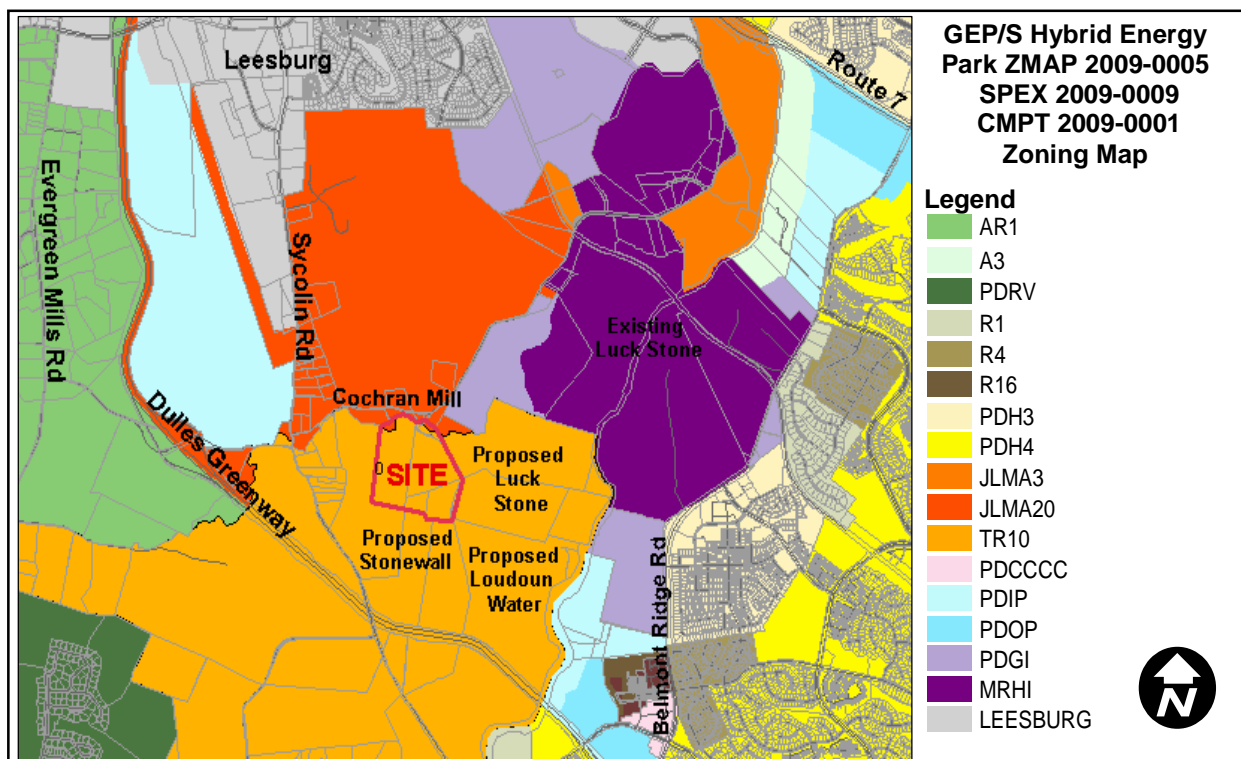 GEP/S Hybrid Energy
Park ZMAP 2009-0005
SPEX 2009-0009
CMPT 2009-0001
Zoning Map
Legend
AR1
A3
PDRV
R1
R4
R16
PDH3
PDH4
JLMA3
JLMA20
TR10
PDCCCC
PDIP
PDOP
PDGI
MRHI
LEESBURG
N
Leesburg
Route 7
Evergreen Mills Rd
Sycolin Rd
Existing
Luck Stone
Cochran Mill
Dulles Greenway
0
SITE
Proposed
Luck
Stone
Proposed
Stonewall
Proposed
Loudoun
Water
Belmont Ridge Rd